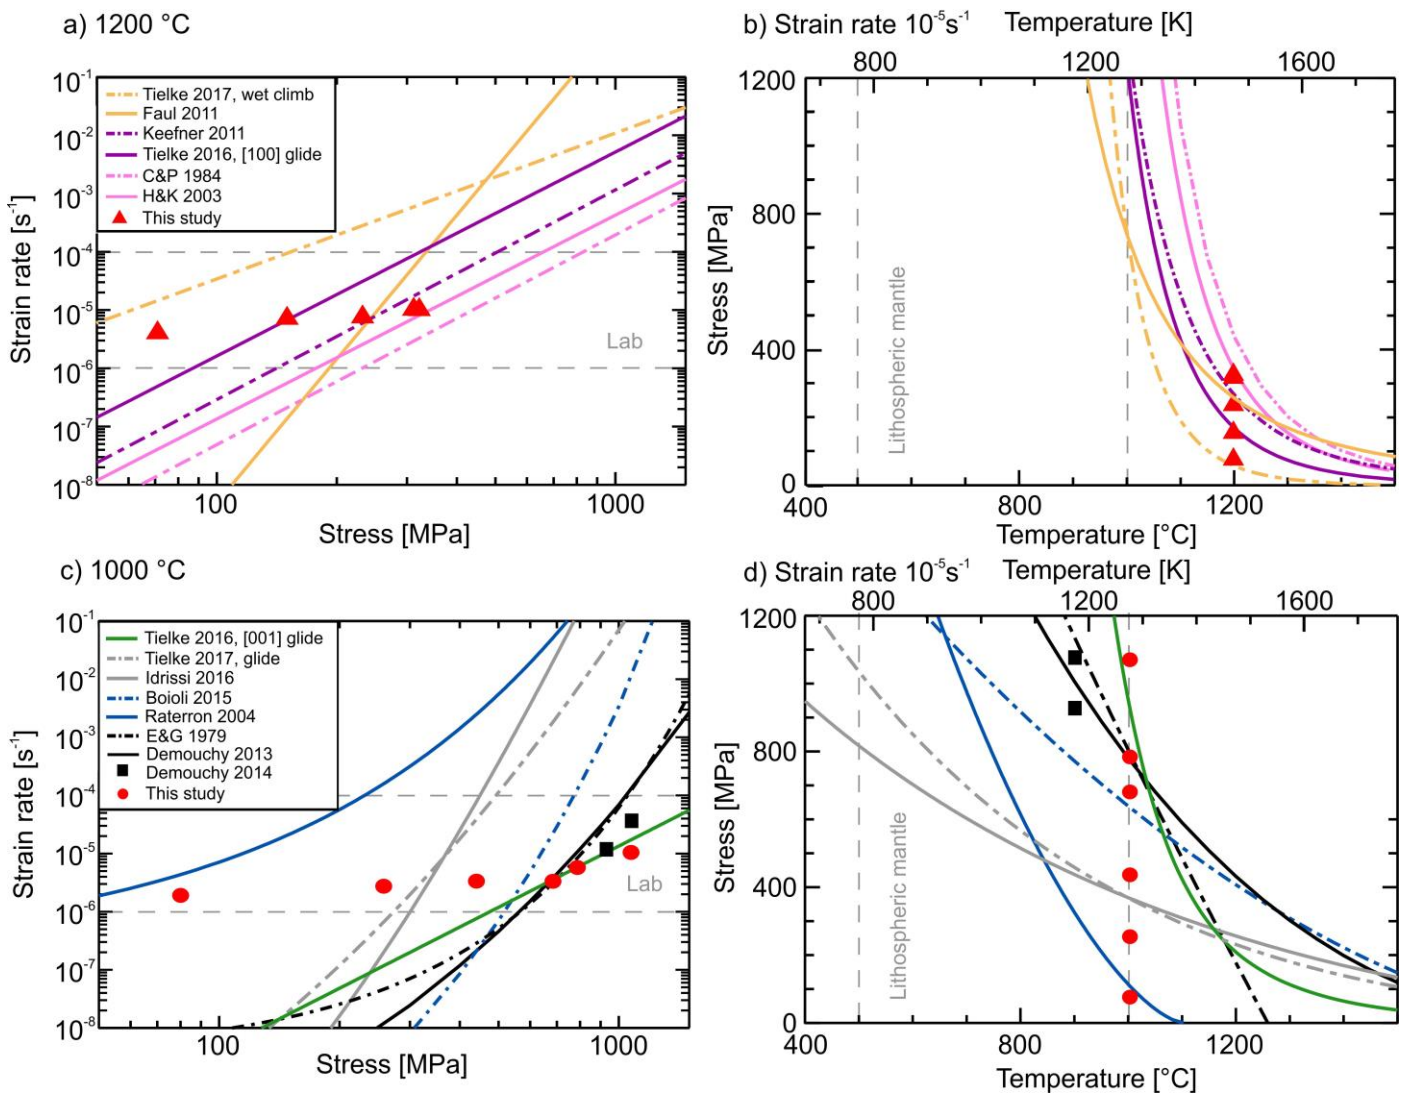 a) 1200 °C
10⁻¹
10⁻²
10⁻³
10⁻⁴
10⁻⁵
10⁻⁶
10⁻⁷
10⁻⁸
Strain rate [s⁻¹]
Tielke 2017, wet climb
Faul 2011
Keefner 2011
Tielke 2016, [100] glide
C&P 1984
H&K 2003
This study
Lab
100 1000
Stress [MPa]
b) Strain rate 10⁻⁵s⁻¹ Temperature [K]
800 1200 1600
1200
800
400
0
Stress [MPa]
Lithospheric mantle
400 800 1200
Temperature [°C]
c) 1000 °C
10⁻¹
10⁻²
10⁻³
10⁻⁴
10⁻⁵
10⁻⁶
10⁻⁷
10⁻⁸
Strain rate [s⁻¹]
Tielke 2016, [001] glide
Tielke 2017, glide
Idrissi 2016
Boioli 2015
Raterron 2004
E&G 1979
Demouchy 2013
Demouchy 2014
This study
Lab
100 1000
Stress [MPa]
d) Strain rate 10⁻⁵s⁻¹ Temperature [K]
800 1200 1600
1200
800
400
0
Stress [MPa]
Lithospheric mantle
400 800 1200
Temperature [°C]